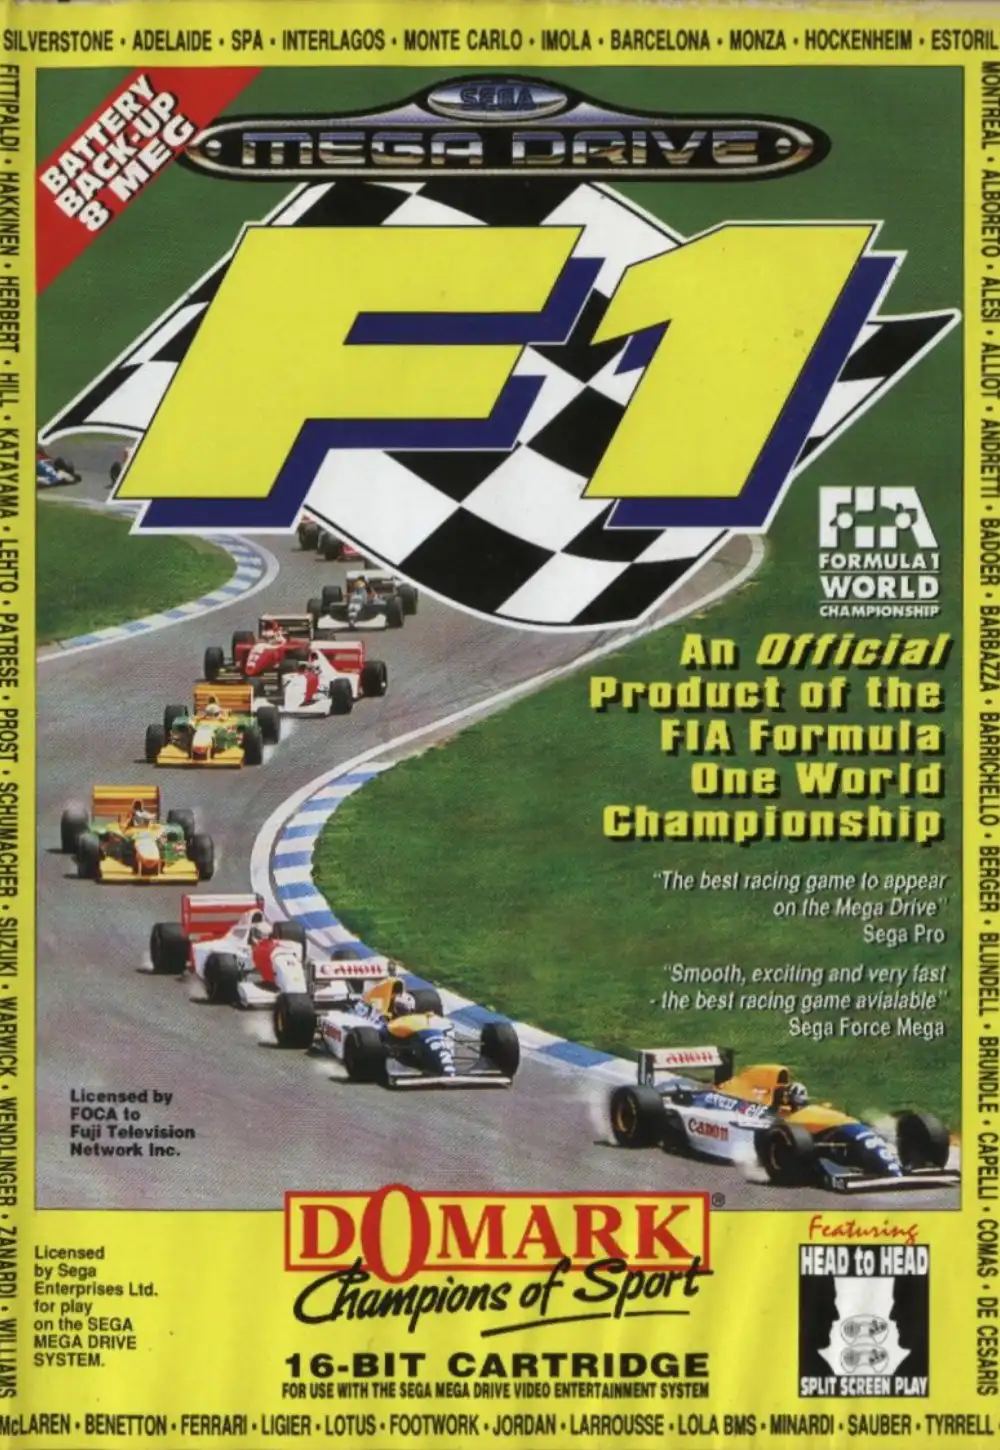 SILVERSTONE • ADELAIDE • SPA • INTERLAGOS • MONTE CARLO • IMOLA • BARCELONA • MONZA • HOCKENHEIM • ESTORIL
MONTREAL • ALBORETO • ALESI • ALLIOT • ANDRETTI • BADOER • BARBAZZA • BARRICHELLO • BERGER • BLUNDELL • BRUNDLE • CAPELLI • COMAS • DE CESARIS
FITTIPALDI • HAKKINEN • HERBERT • HILL • KATAYAMA • LEHTO • PATRESE • PROST • SCHUMACHER • SUZUKI • WARWICK • WENDLINGER • ZANARDI • WILLIAMS
BATTERY
BACK-UP
8 MEG
SEGA
MEGA DRIVE
F1
FIA
FORMULA 1
WORLD
CHAMPIONSHIP
An Official
Product of the
FIA Formula
One World
Championship
"The best racing game to appear
on the Mega Drive"
Sega Pro
"Smooth, exciting and very fast
- the best racing game avialable"
Sega Force Mega
CANON
CANON
Canon
Licensed by
FOCA to
Fuji Television
Network Inc.
DOMARK®
Champions of Sport
Licensed
by Sega
Enterprises Ltd.
for play
on the SEGA
MEGA DRIVE
SYSTEM.
16-BIT CARTRIDGE
FOR USE WITH THE SEGA MEGA DRIVE VIDEO ENTERTAINMENT SYSTEM
Featuring
HEAD to HEAD
SPLIT SCREEN PLAY
McLAREN • BENETTON • FERRARI • LIGIER • LOTUS • FOOTWORK • JORDAN • LARROUSSE • LOLA BMS • MINARDI • SAUBER • TYRRELL